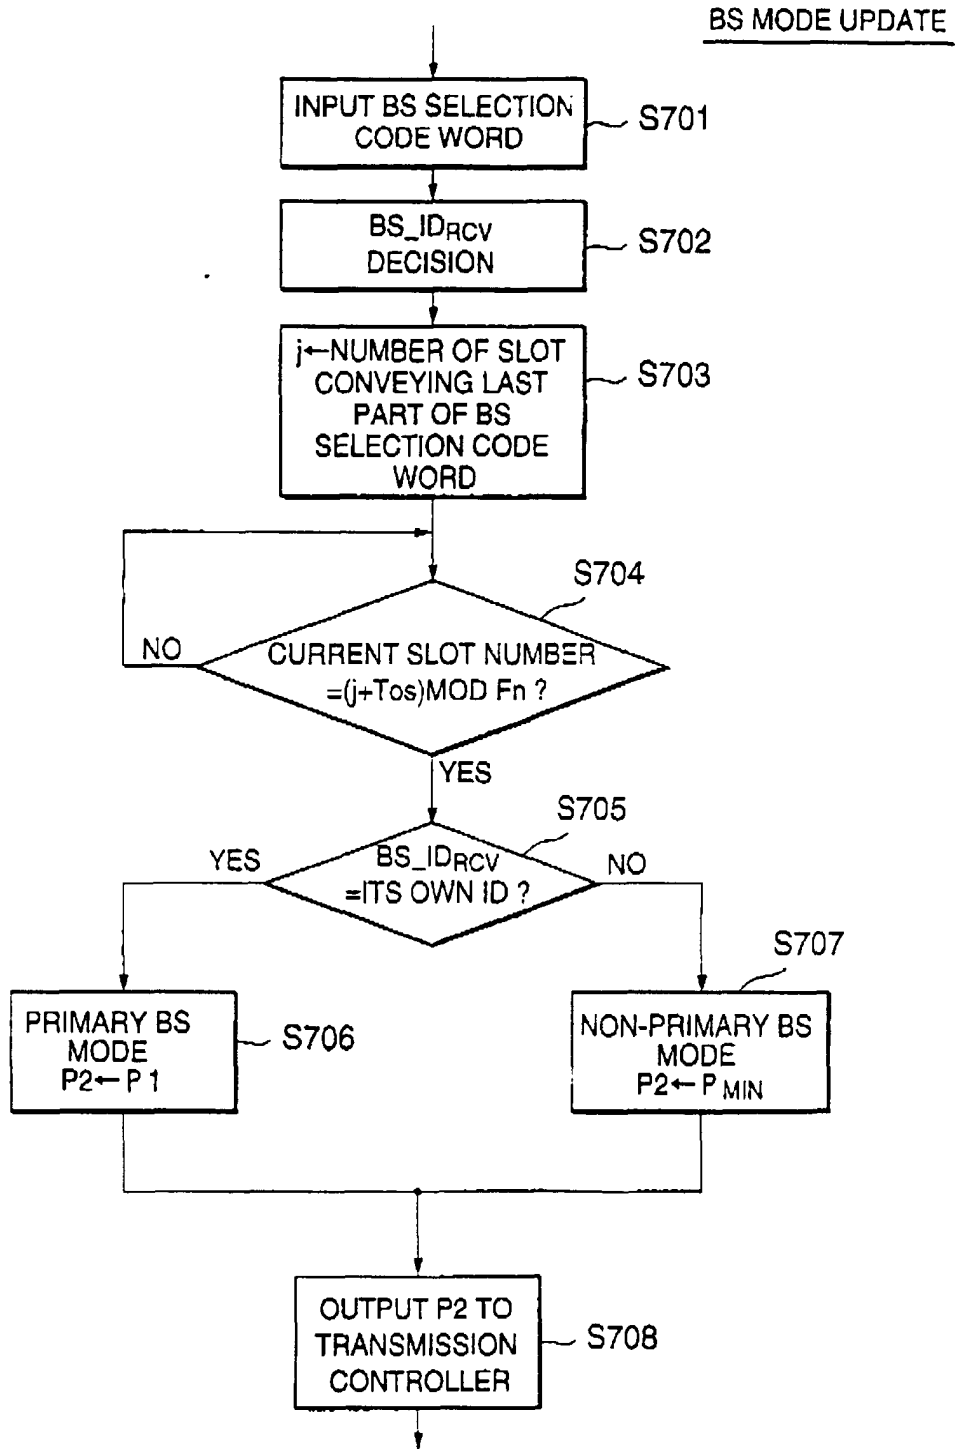 BS MODE UPDATE
INPUT BS SELECTION
CODE WORD
S701
BS_IDRCV
DECISION
S702
j←NUMBER OF SLOT
CONVEYING LAST
PART OF BS
SELECTION CODE
WORD
S703
S704
NO
CURRENT SLOT NUMBER
=(j+Tos)MOD Fn ?
YES
S705
YES
BS_IDRCV
=ITS OWN ID ?
NO
S707
PRIMARY BS
MODE
P2←P1
S706
NON-PRIMARY BS
MODE
P2←PMIN
OUTPUT P2 TO
TRANSMISSION
CONTROLLER
S708